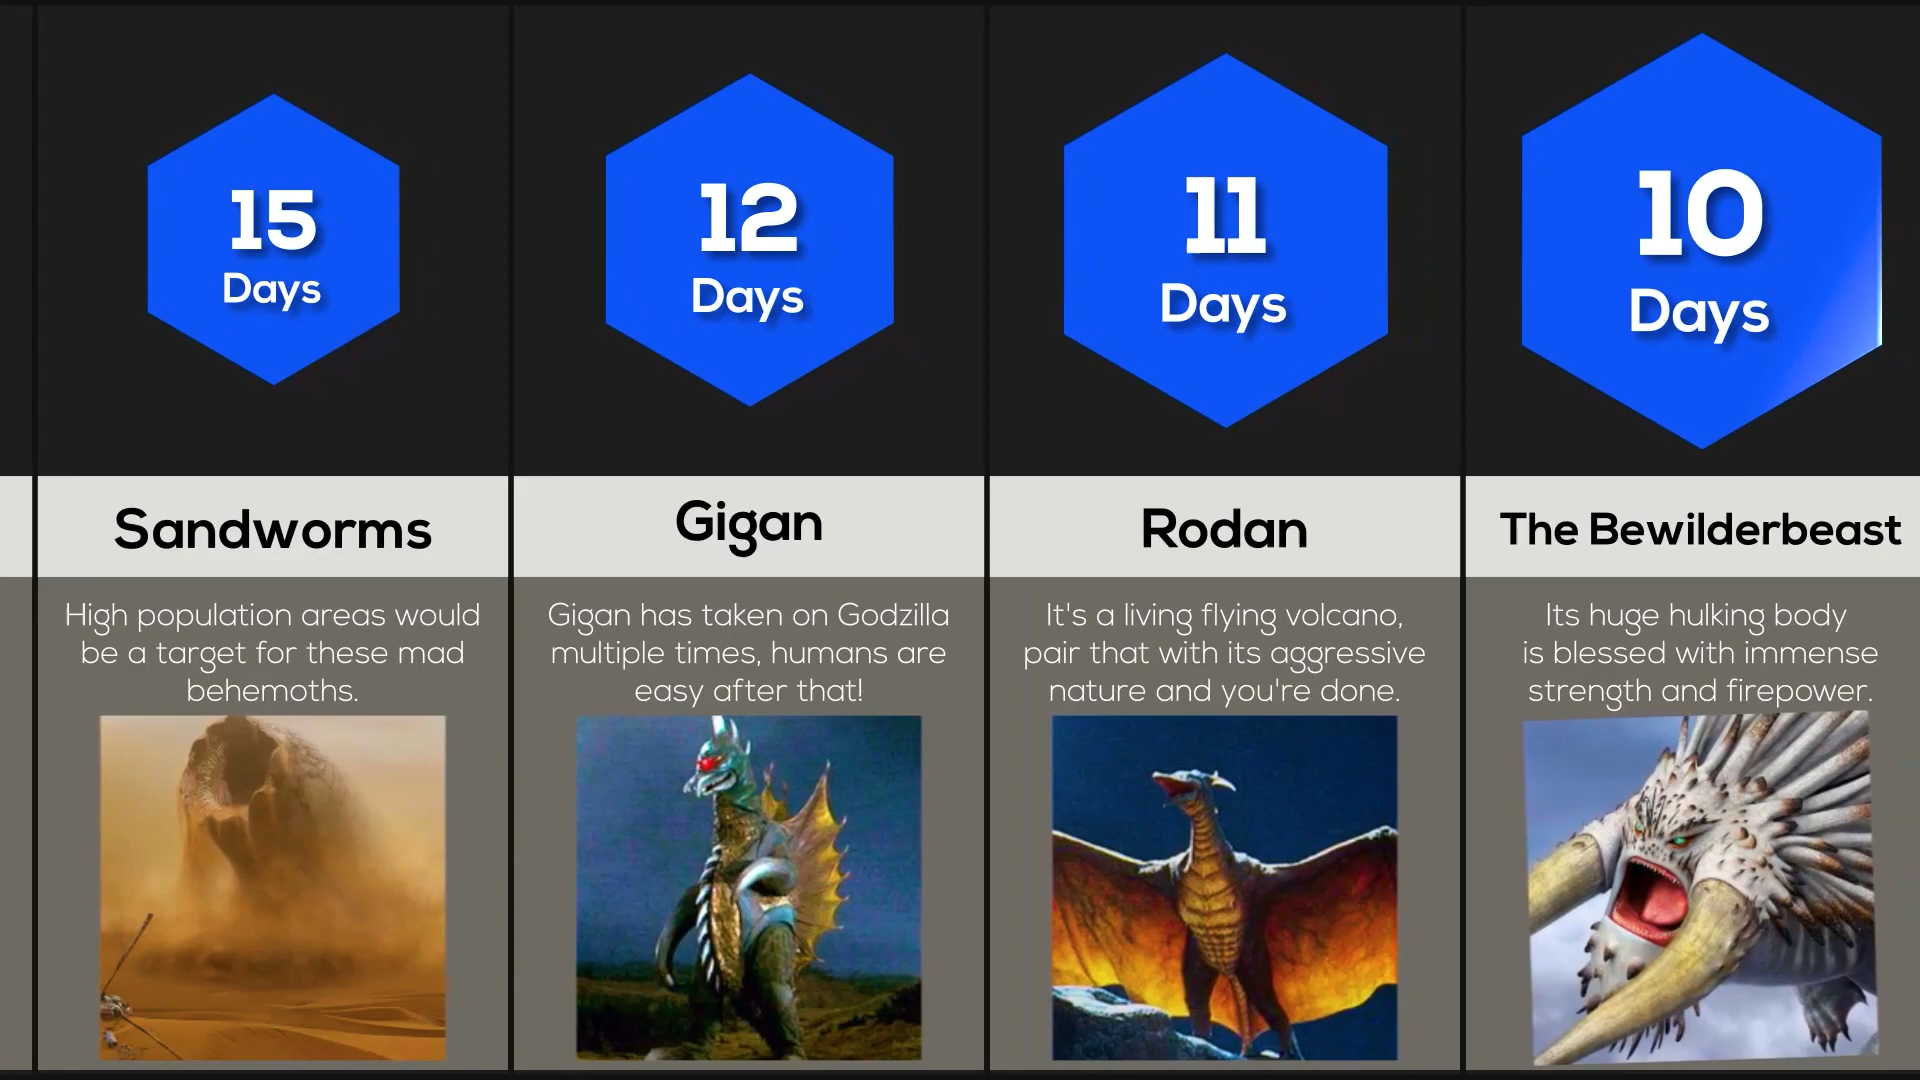 15
Days
12
Days
11
Days
10
Days
Sandworms
Gigan
Rodan
The Bewilderbeast
High population areas would
be a target for these mad
behemoths.
Gigan has taken on Godzilla
multiple times, humans are
easy after that!
It's a living flying volcano,
pair that with its aggressive
nature and you're done.
Its huge hulking body
is blessed with immense
strength and firepower.